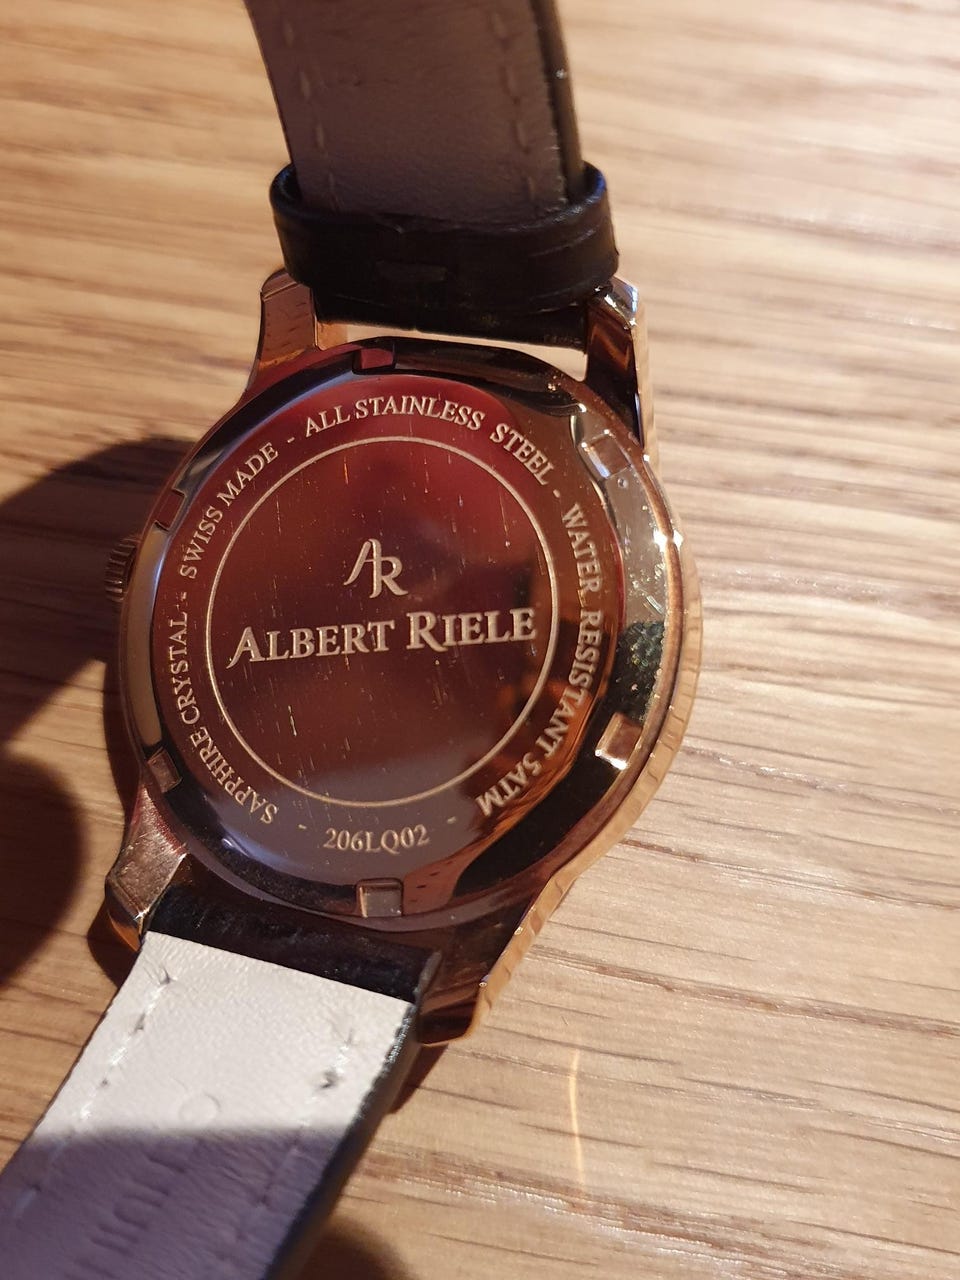 SWISS MADE - ALL STAINLESS STEEL - WATER RESISTANT 5ATM - 206LQ02 - SAPPHIRE CRYSTAL -
AR
ALBERT RIELE